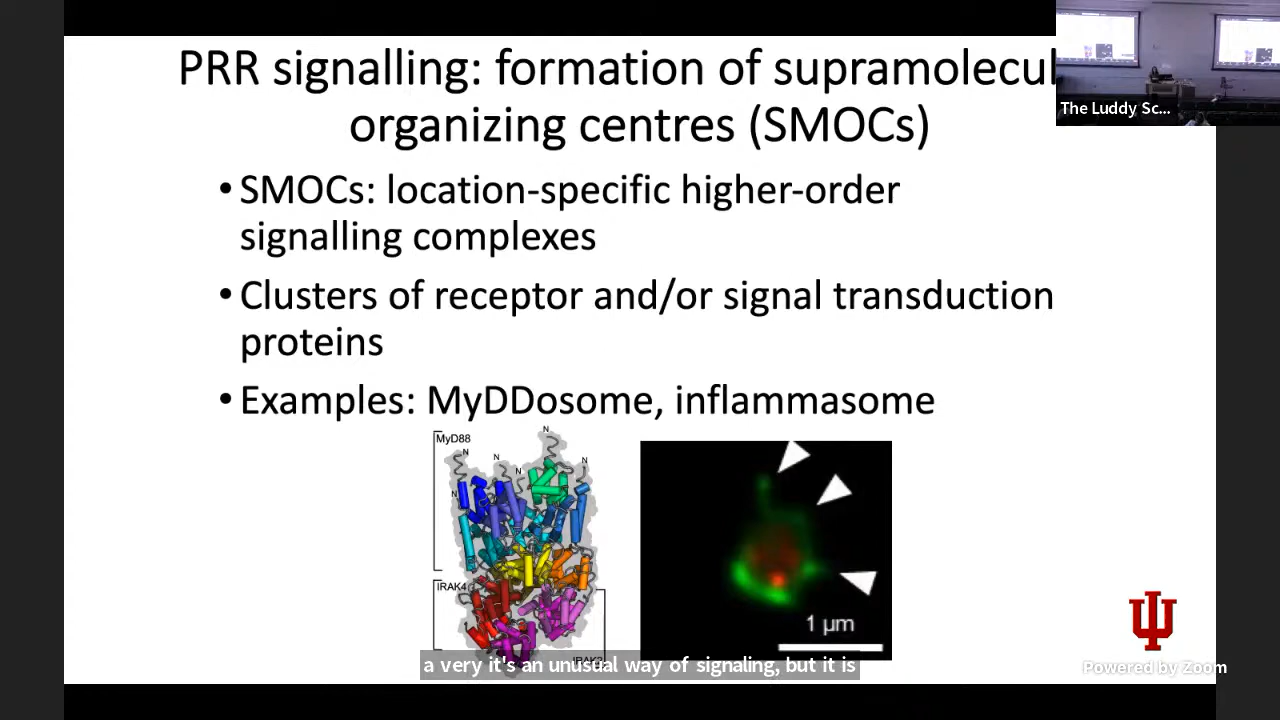 PRR signalling: formation of supramolecul
organizing centres (SMOCs)
The Luddy Sc...
• SMOCs: location-specific higher-order
signalling complexes
• Clusters of receptor and/or signal transduction
proteins
• Examples: MyDDosome, inflammasome
MyD88
N
N
N
N
N
N
IRAK4
IRAK2
1 μm
a very it's an unusual way of signaling, but it is
Powered by Zoom